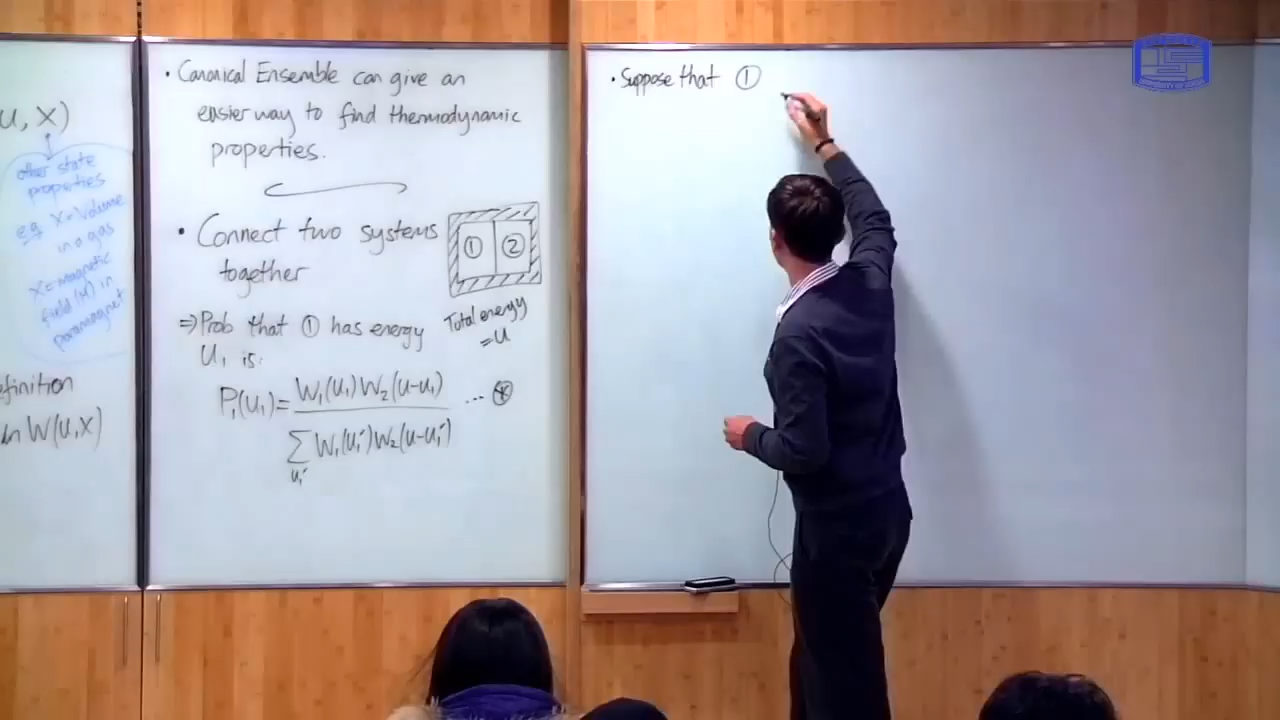 U, X)
other state
properties
eg X=Volume
in a gas
X=magnetic
field (H) in
paramagnet
efinition
ln W(U,X)
• Canonical Ensemble can give an
easier way to find thermodynamic
properties.
• Connect two systems
together
① ②
Total energy
=U
⇒ Prob that ① has energy
U₁ is:
P₁(U₁)= W₁(U₁)W₂(U-U₁) ... ⊛
∑ W₁(U₁′)W₂(U-U₁′)
U₁′
• Suppose that ①